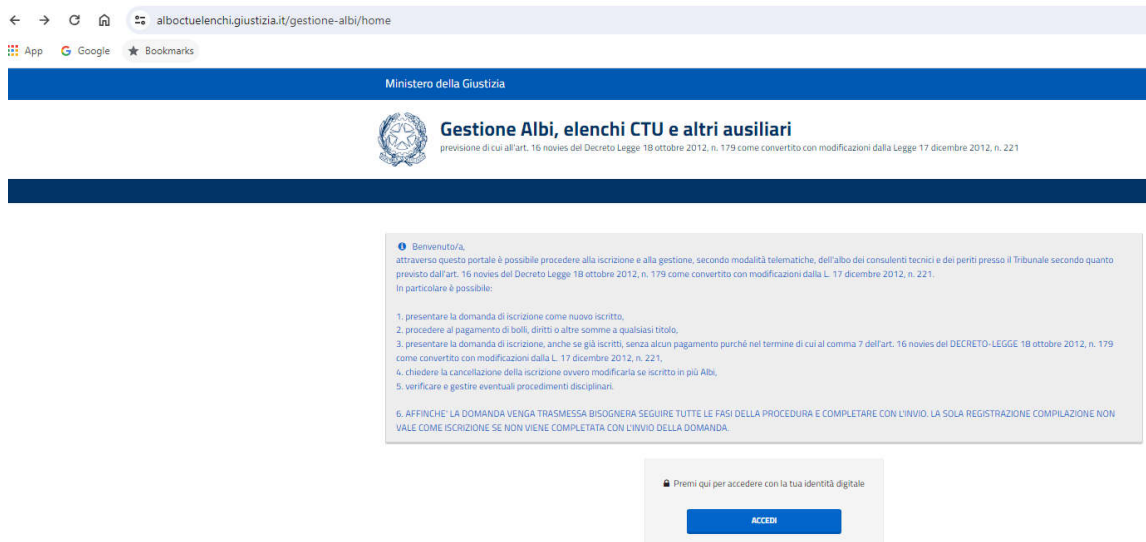 alboctuelenchi.giustizia.it/gestione-albi/home
App Google Bookmarks
Ministero della Giustizia
Gestione Albi, elenchi CTU e altri ausiliari
previsione di cui all'art. 16 novies del Decreto Legge 18 ottobre 2012, n. 179 come convertito con modificazioni dalla Legge 17 dicembre 2012, n. 221
Benvenuto/a,
attraverso questo portale è possibile procedere alla iscrizione e alla gestione, secondo modalità telematiche, dell'albo dei consulenti tecnici e dei periti presso il Tribunale secondo quanto
previsto dall'art. 16 novies del Decreto Legge 18 ottobre 2012, n. 179 come convertito con modificazioni dalla L. 17 dicembre 2012, n. 221.
In particolare è possibile:
1. presentare la domanda di iscrizione come nuovo iscritto,
2. procedere al pagamento di bolli, diritti o altre somme a qualsiasi titolo,
3. presentare la domanda di iscrizione, anche se già iscritti, senza alcun pagamento purché nel termine di cui al comma 7 dell'art. 16 novies del DECRETO-LEGGE 18 ottobre 2012, n. 179
come convertito con modificazioni dalla L. 17 dicembre 2012, n. 221,
4. chiedere la cancellazione della iscrizione ovvero modificarla se iscritto in più Albi,
5. verificare e gestire eventuali procedimenti disciplinari.
6. AFFINCHE' LA DOMANDA VENGA TRASMESSA BISOGNERA SEGUIRE TUTTE LE FASI DELLA PROCEDURA E COMPLETARE CON L'INVIO. LA SOLA REGISTRAZIONE COMPILAZIONE NON
VALE COME ISCRIZIONE SE NON VIENE COMPLETATA CON L'INVIO DELLA DOMANDA.
Premi qui per accedere con la tua identità digitale
ACCEDI